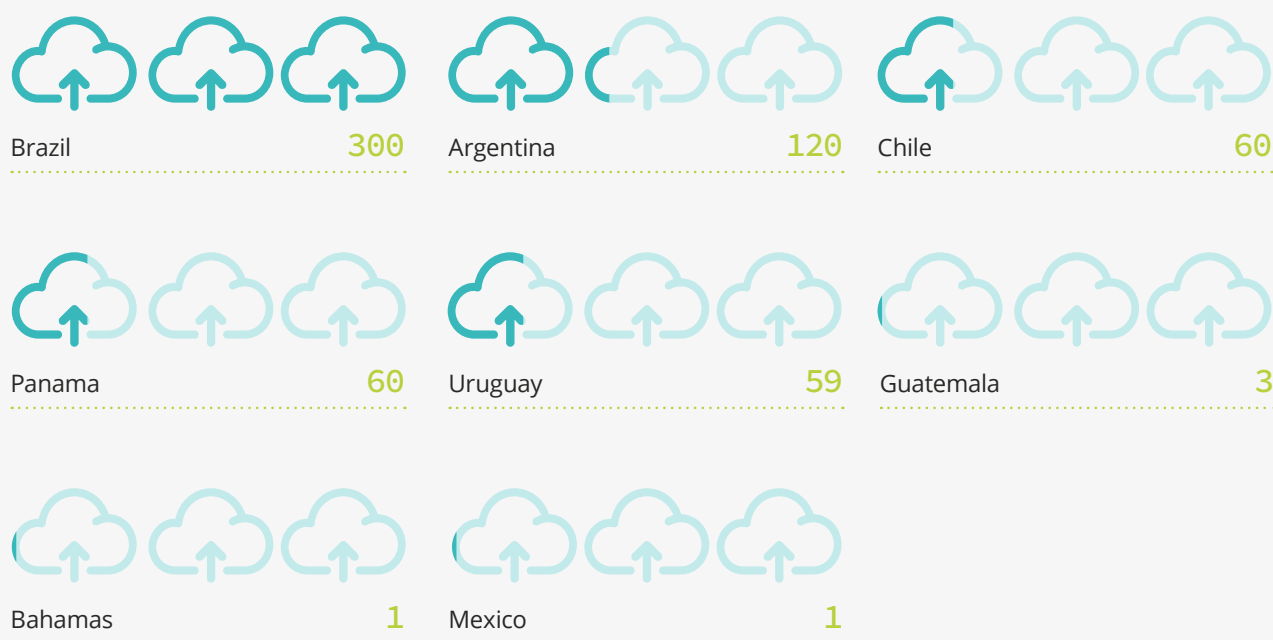 Brazil 300
Argentina 120
Chile 60
Panama 60
Uruguay 59
Guatemala 3
Bahamas 1
Mexico 1